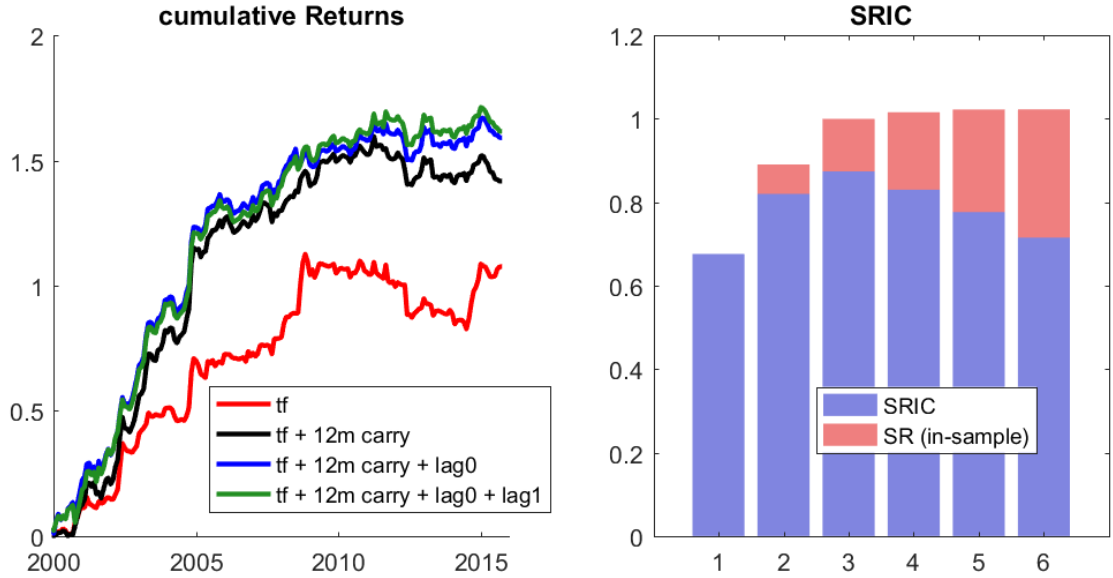 cumulative Returns
2
1.5
1
0.5
0
2000
2005
2010
2015
tf
tf + 12m carry
tf + 12m carry + lag0
tf + 12m carry + lag0 + lag1
SRIC
1.2
1
0.8
0.6
0.4
0.2
0
1
2
3
4
5
6
SRIC
SR (in-sample)